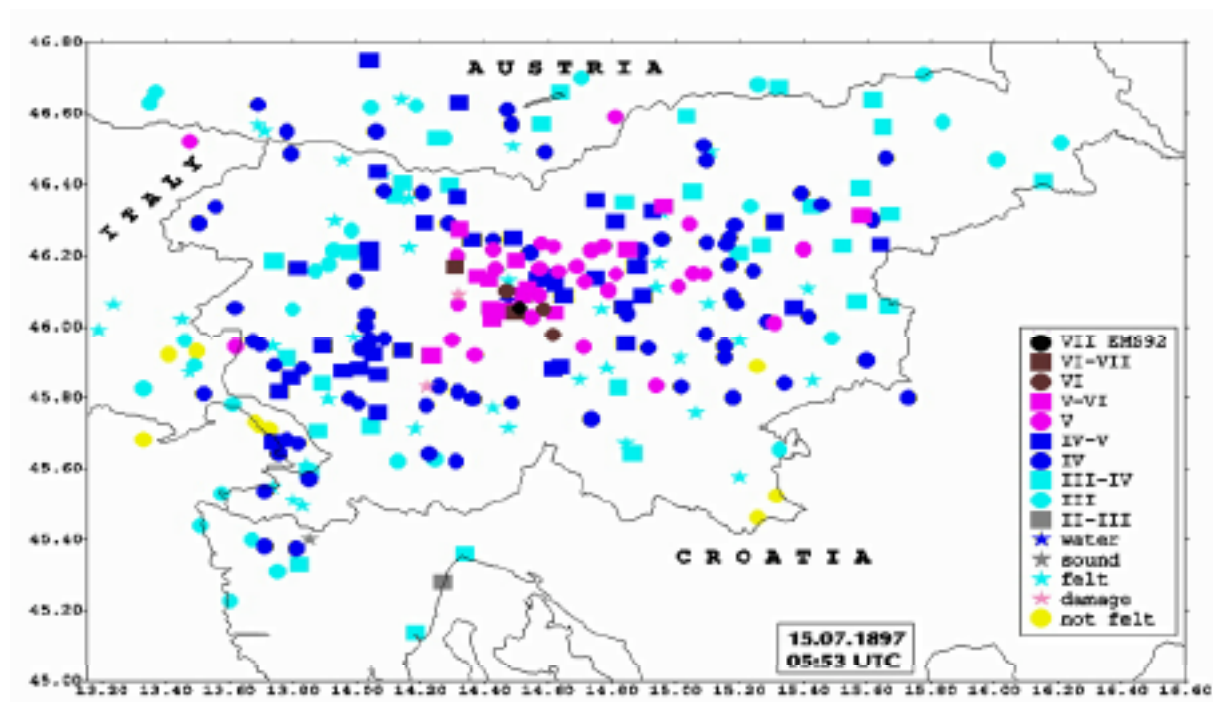 46.80
AUSTRIA
46.60
ITALY
46.40
46.20
46.00
45.80
45.60
45.40
45.20
45.00
CROATIA
VII EMS92
VI-VII
VI
V-VI
V
IV-V
IV
III-IV
III
II-III
water
sound
felt
damage
not felt
15.07.1897
05:53 UTC
13.20 13.40 13.60 13.80 14.00 14.20 14.40 14.60 14.80 15.00 15.20 15.40 15.60 15.80 16.00 16.20 16.40 16.60